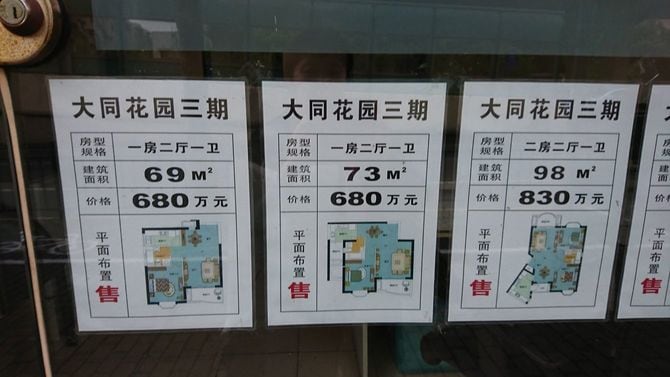 大同花园三期
房型规格 一房二厅一卫
建筑面积 69 M²
价格 680 万元
平面布置
售
大同花园三期
房型规格 一房二厅一卫
建筑面积 73 M²
价格 680 万元
平面布置
售
大同花园三期
房型规格 二房二厅一卫
建筑面积 98 M²
价格 830 万元
平面布置
售